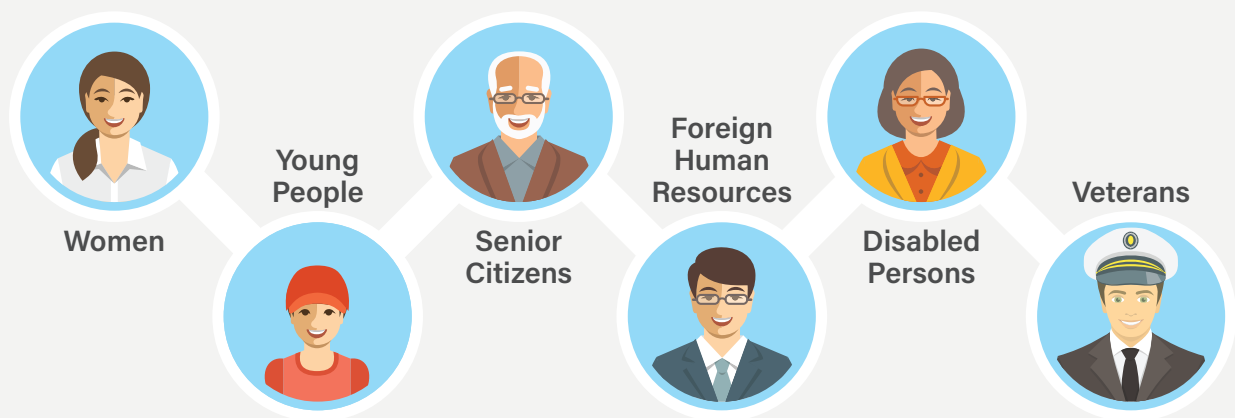 Women
Young
People
Senior
Citizens
Foreign
Human
Resources
Disabled
Persons
Veterans